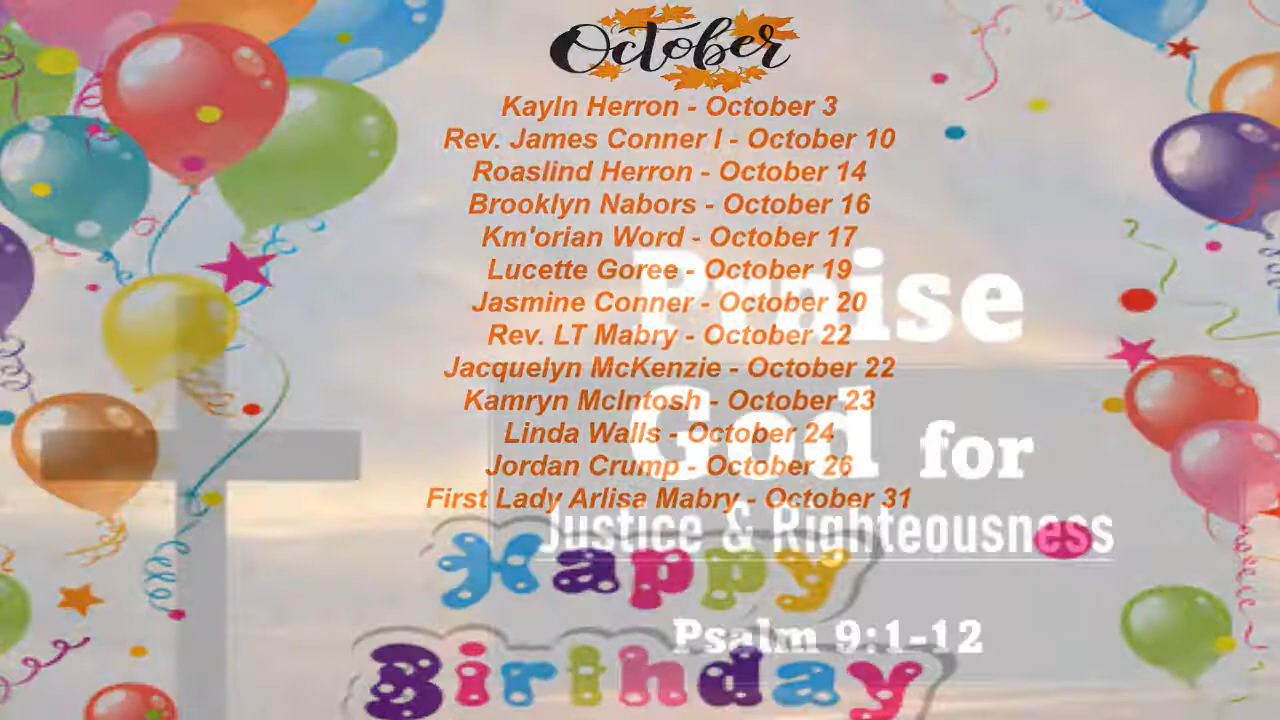 October
Kayln Herron - October 3
Rev. James Conner I - October 10
Roaslind Herron - October 14
Brooklyn Nabors - October 16
Km'orian Word - October 17
Lucette Goree - October 19
Jasmine Conner - October 20
Rev. LT Mabry - October 22
Jacquelyn McKenzie - October 22
Kamryn McIntosh - October 23
Linda Walls - October 24
Jordan Crump - October 26
First Lady Arlisa Mabry - October 31
Happy
Birthday
Praise
God for
Justice & Righteousness
Psalm 9:1-12